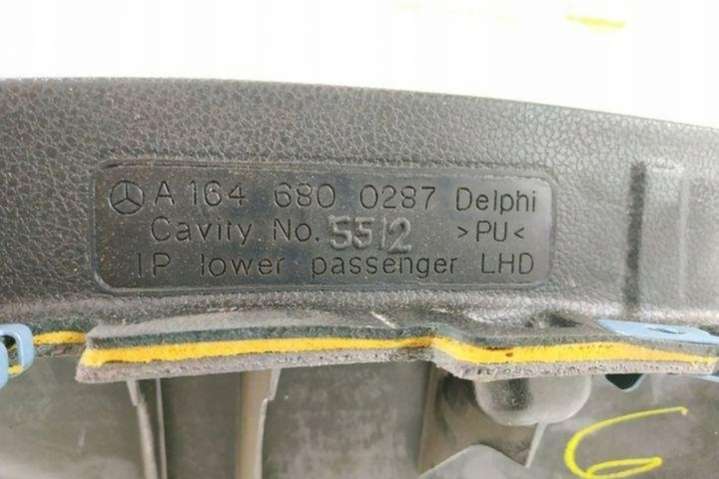 A 164 680 0287 Delphi
Cavity No. 5512 >PU<
IP lower passenger LHD
G